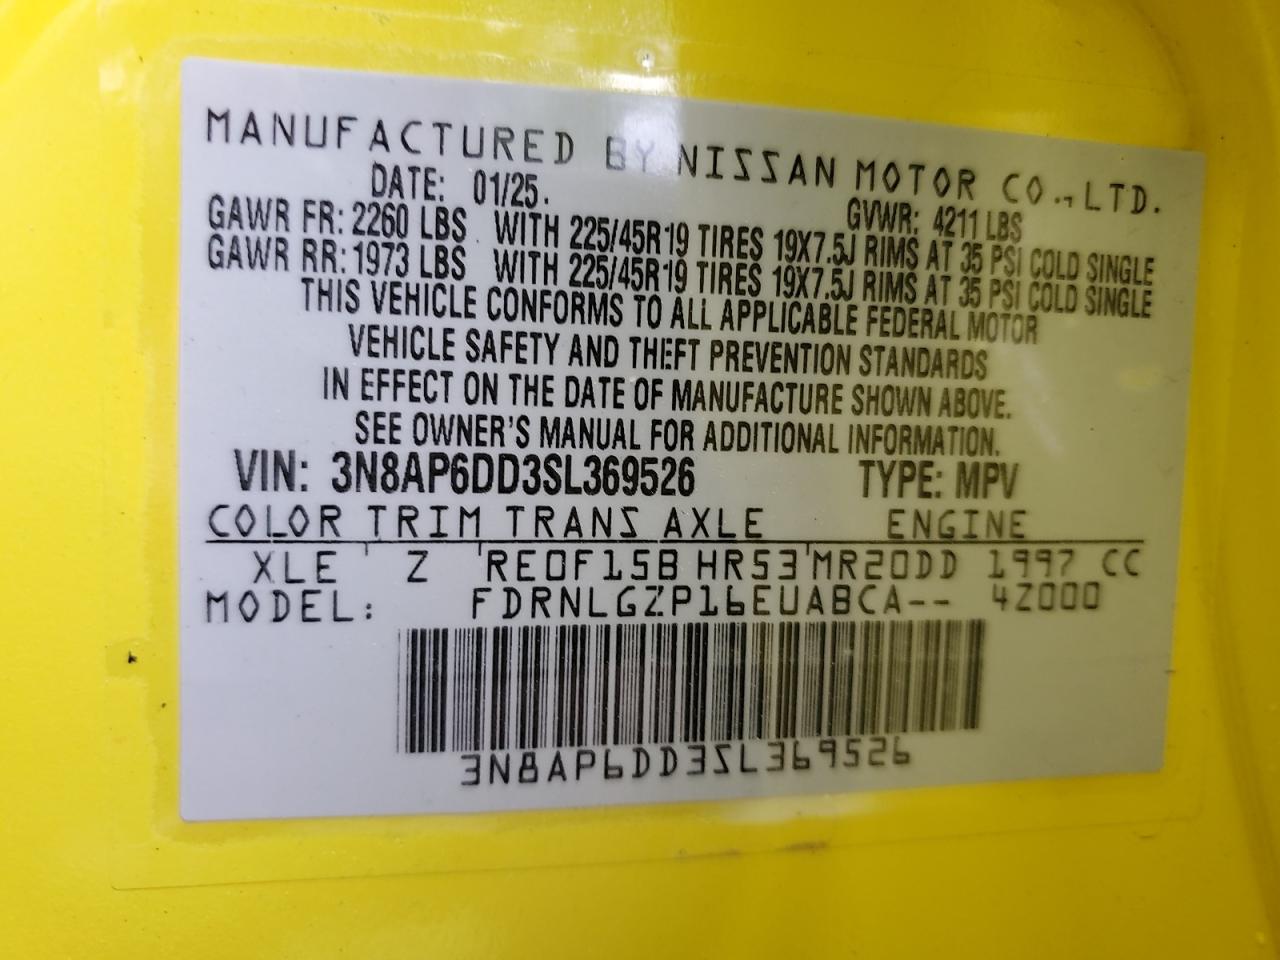 MANUFACTURED BY NISSAN MOTOR CO., LTD.
DATE: 01/25. GVWR: 4211 LBS
GAWR FR: 2260 LBS WITH 225/45R19 TIRES 19X7.5J RIMS AT 35 PSI COLD SINGLE
GAWR RR: 1973 LBS WITH 225/45R19 TIRES 19X7.5J RIMS AT 35 PSI COLD SINGLE
THIS VEHICLE CONFORMS TO ALL APPLICABLE FEDERAL MOTOR
VEHICLE SAFETY AND THEFT PREVENTION STANDARDS
IN EFFECT ON THE DATE OF MANUFACTURE SHOWN ABOVE.
SEE OWNER'S MANUAL FOR ADDITIONAL INFORMATION.
VIN: 3N8AP6DD3SL369526 TYPE: MPV
COLOR TRIM TRANS AXLE ENGINE
XLE Z RE0F15B HR53 MR20DD 1997 CC
MODEL: FDRNLGZP16EUABCA-- 4Z000
3N8AP6DD3SL369526